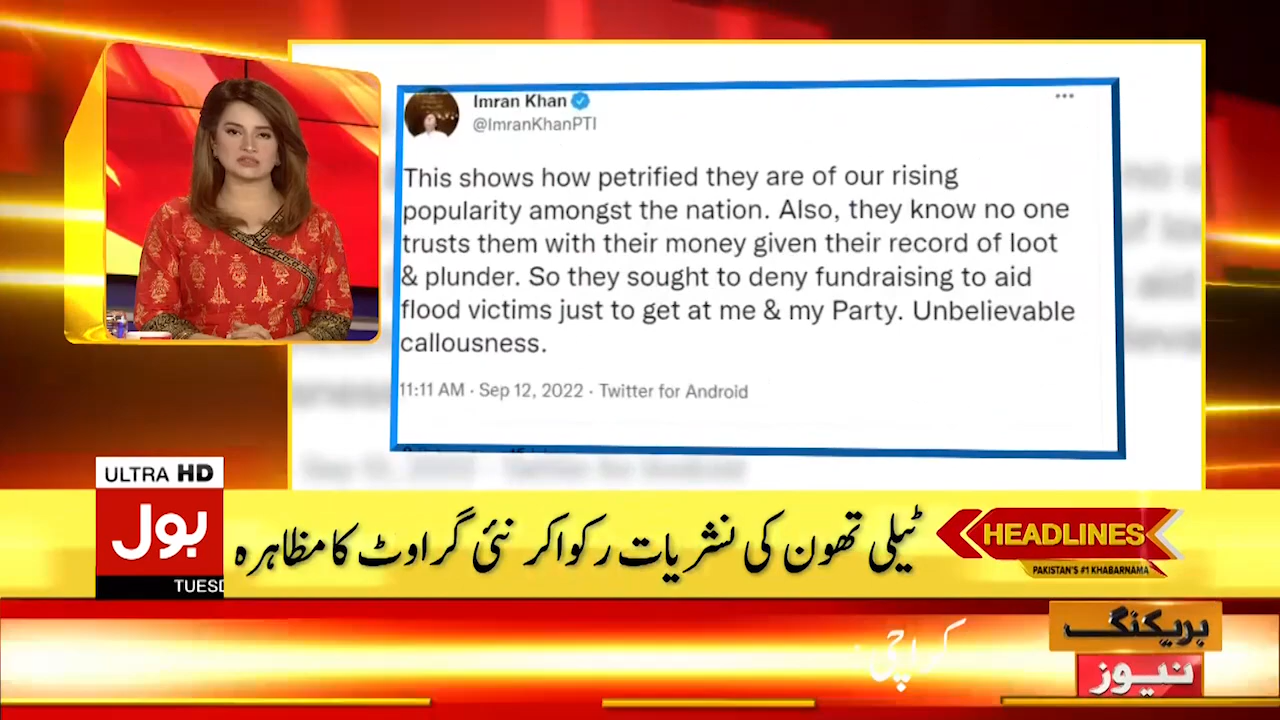 Imran Khan
@ImranKhanPTI
This shows how petrified they are of our rising
popularity amongst the nation. Also, they know no one
trusts them with their money given their record of loot
& plunder. So they sought to deny fundraising to aid
flood victims just to get at me & my Party. Unbelievable
callousness.
11:11 AM · Sep 12, 2022 · Twitter for Android
ULTRA HD
بول
TUESD
ٹیلی تھون کی نشریات رکواکر نئی گراوٹ کا مظاہرہ
HEADLINES
PAKISTAN'S #1 KHABARNAMA
بریکنگ
نیوز
کراچی: